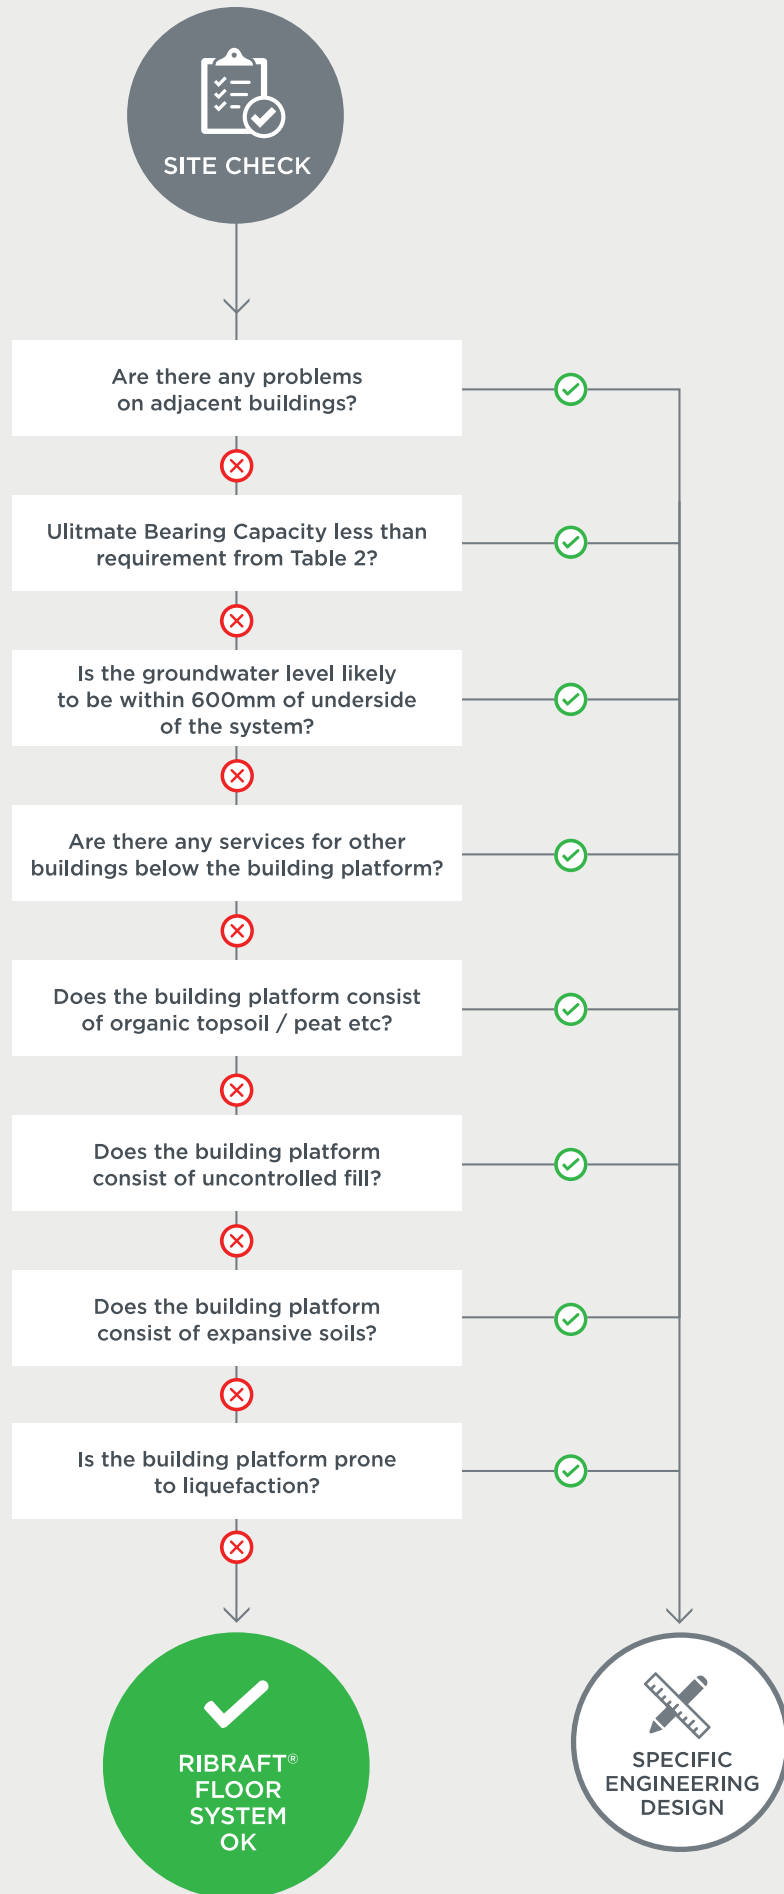 SITE CHECK
Are there any problems
on adjacent buildings?
Ulitmate Bearing Capacity less than
requirement from Table 2?
Is the groundwater level likely
to be within 600mm of underside
of the system?
Are there any services for other
buildings below the building platform?
Does the building platform consist
of organic topsoil / peat etc?
Does the building platform
consist of uncontrolled fill?
Does the building platform
consist of expansive soils?
Is the building platform prone
to liquefaction?
RIBRAFT®
FLOOR
SYSTEM
OK
SPECIFIC
ENGINEERING
DESIGN